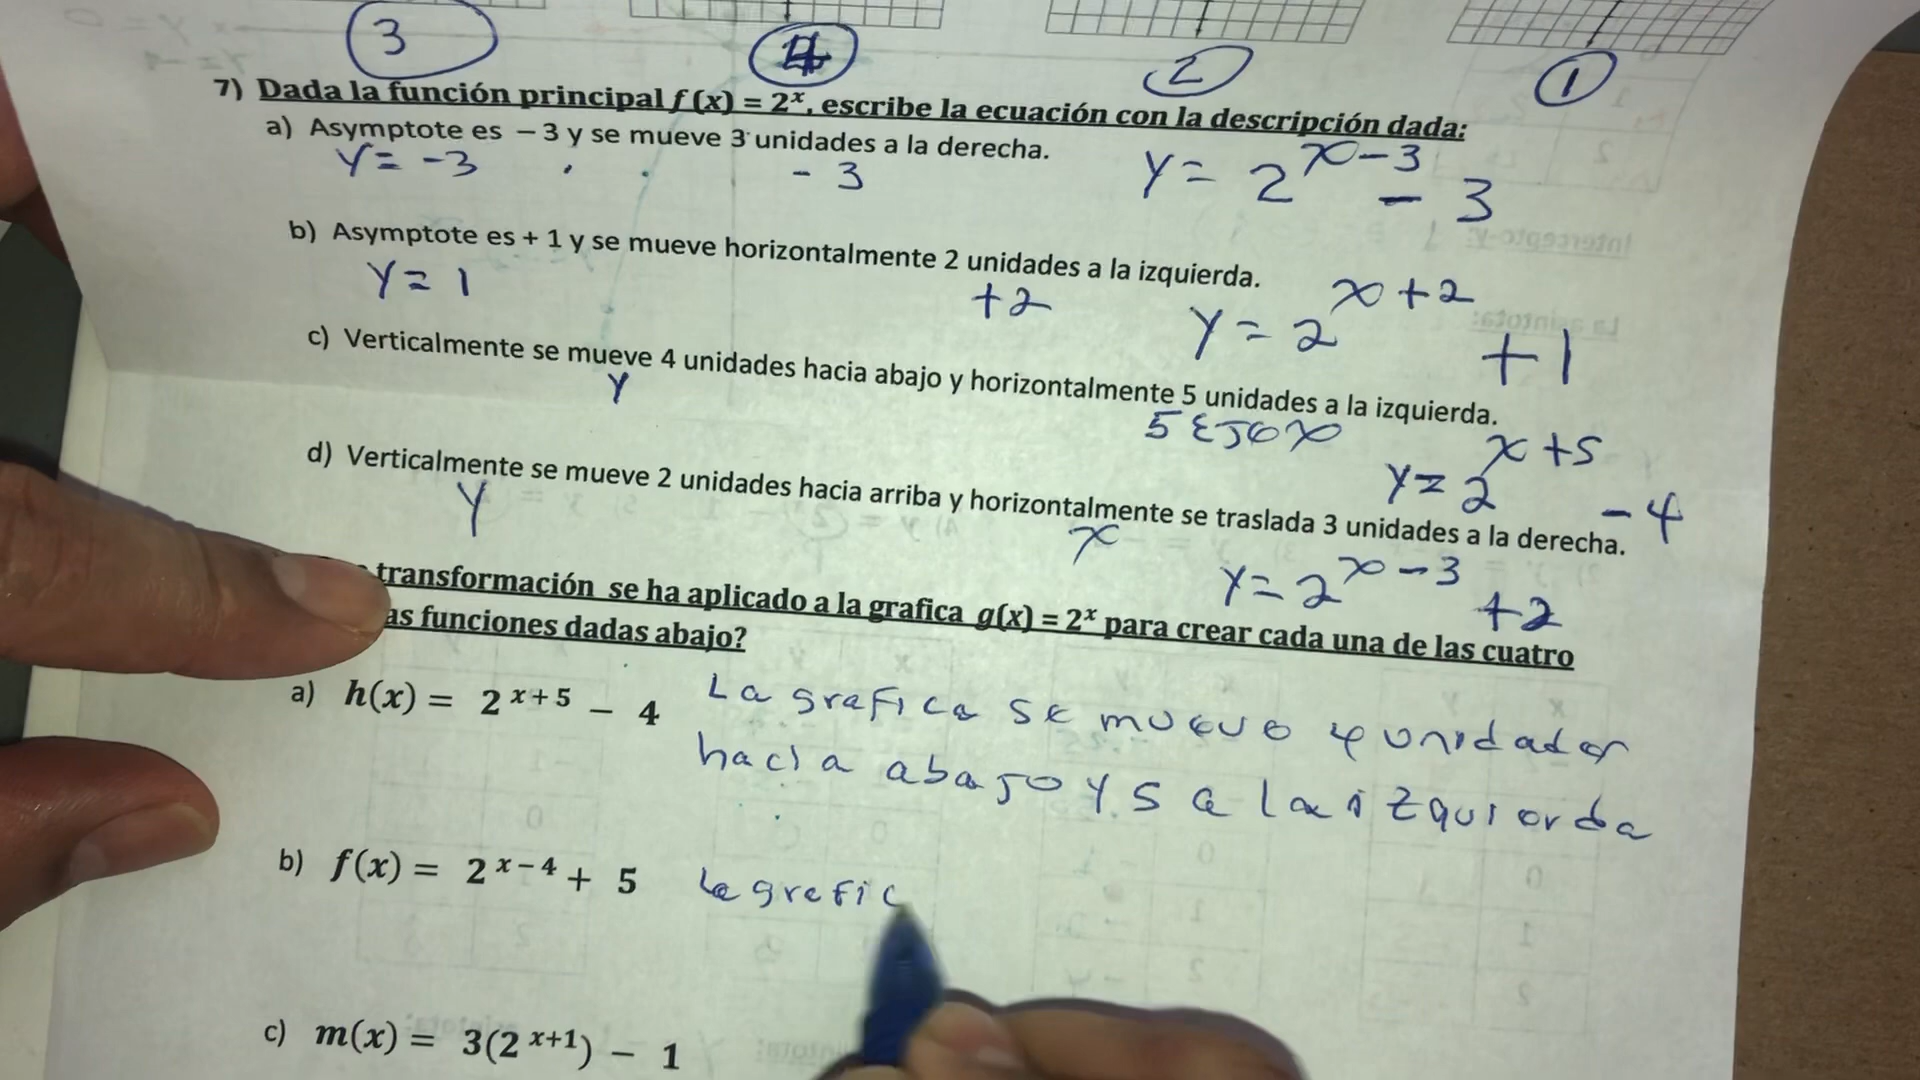 3 4 2 1
7) Dada la función principal f (x) = 2ˣ, escribe la ecuación con la descripción dada:
a) Asymptote es – 3 y se mueve 3 unidades a la derecha.
y = -3 - 3 y = 2^(x-3) - 3
b) Asymptote es + 1 y se mueve horizontalmente 2 unidades a la izquierda.
y = 1 +2 y = 2^(x+2) + 1
c) Verticalmente se mueve 4 unidades hacia abajo y horizontalmente 5 unidades a la izquierda.
y 5 y = 2^(x+5) - 4
d) Verticalmente se mueve 2 unidades hacia arriba y horizontalmente se traslada 3 unidades a la derecha.
y x y = 2^(x-3) + 2
transformación se ha aplicado a la grafica g(x) = 2ˣ para crear cada una de las cuatro
as funciones dadas abajo?
a) h(x) = 2^(x+5) – 4 La grafica se mueve 4 unidades
hacia abajo y 5 a la izquierda
b) f(x) = 2^(x–4) + 5 la grafic
c) m(x) = 3(2^(x+1)) – 1